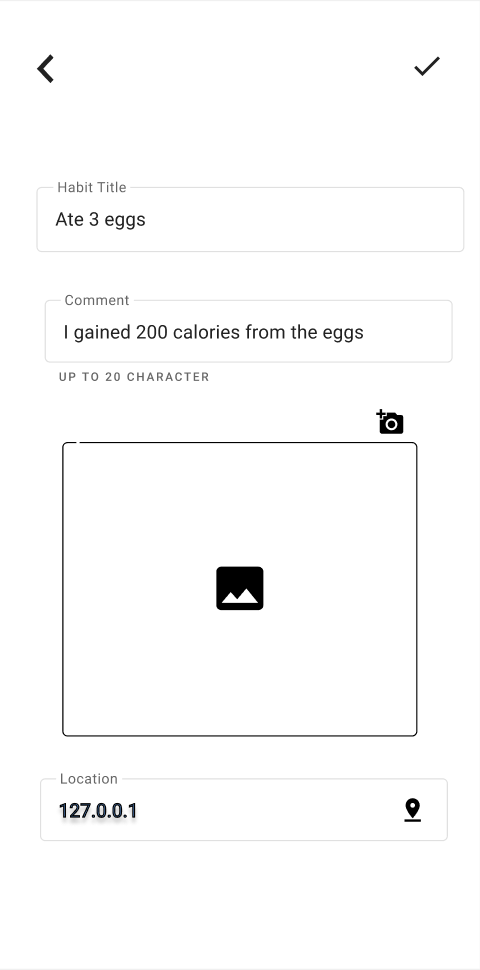 Habit Title
Ate 3 eggs
Comment
I gained 200 calories from the eggs
UP TO 20 CHARACTER
Location
127.0.0.1